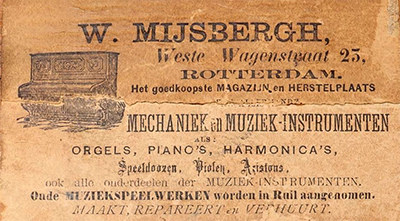 W. MIJSBERGH,
Weste Wagenstraat 25,
ROTTERDAM.
Het goedkoopste MAGAZIJN en HERSTELPLAATS
MECHANIEK en MUZIEK-INSTRUMENTEN
ALS:
ORGELS, PIANO'S, HARMONICA'S,
Speeldoozen, Violen, Aristons,
ook alle onderdeelen der MUZIEK-INSTRUMENTEN.
Oude MUZIEKSPEELWERKEN worden in Ruil aangenomen.
MAAKT, REPAREERT en VERHUURT.